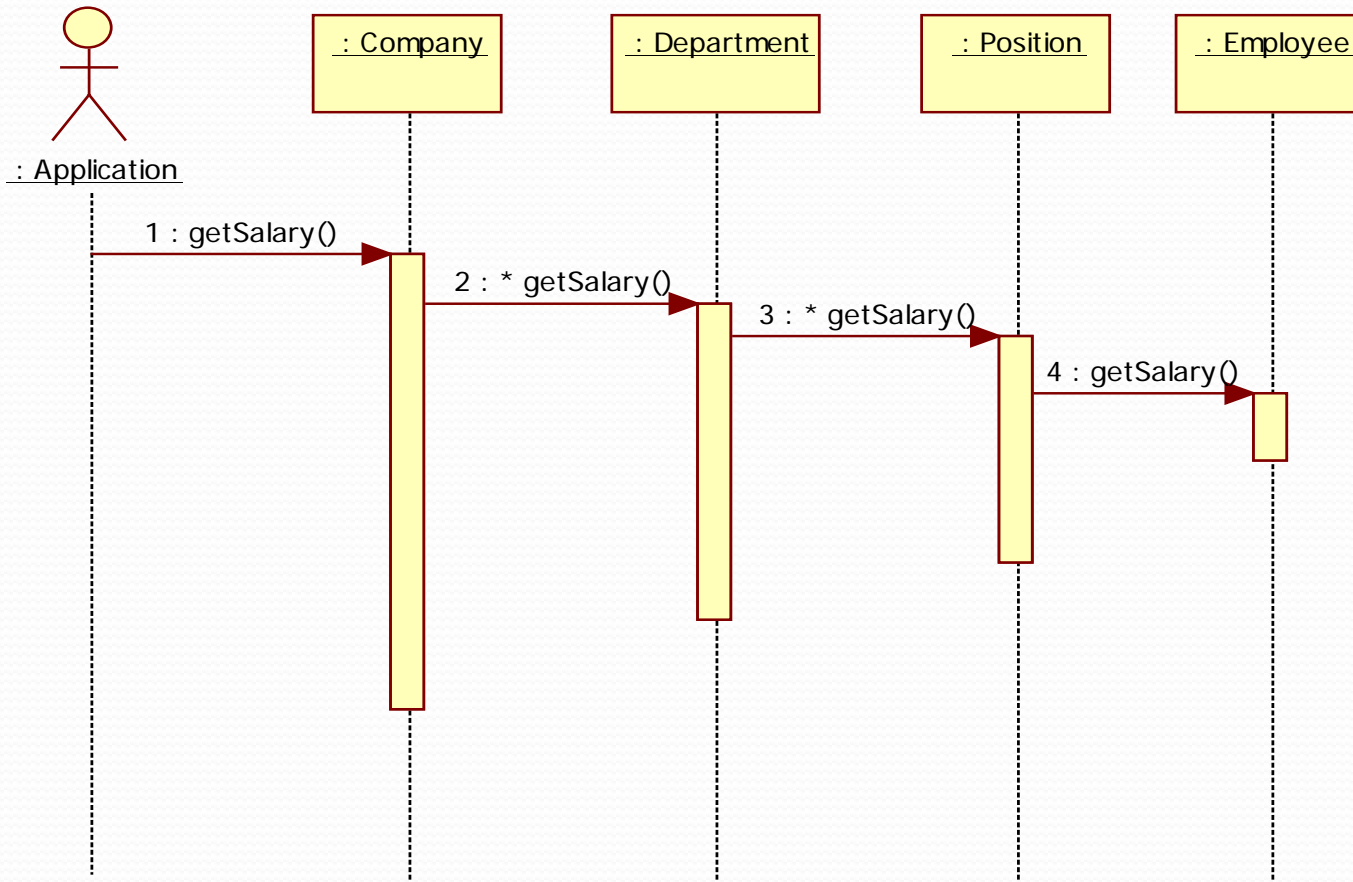 : Company
: Department
: Position
: Employee
: Application
1 : getSalary()
2 : * getSalary()
3 : * getSalary()
4 : getSalary()